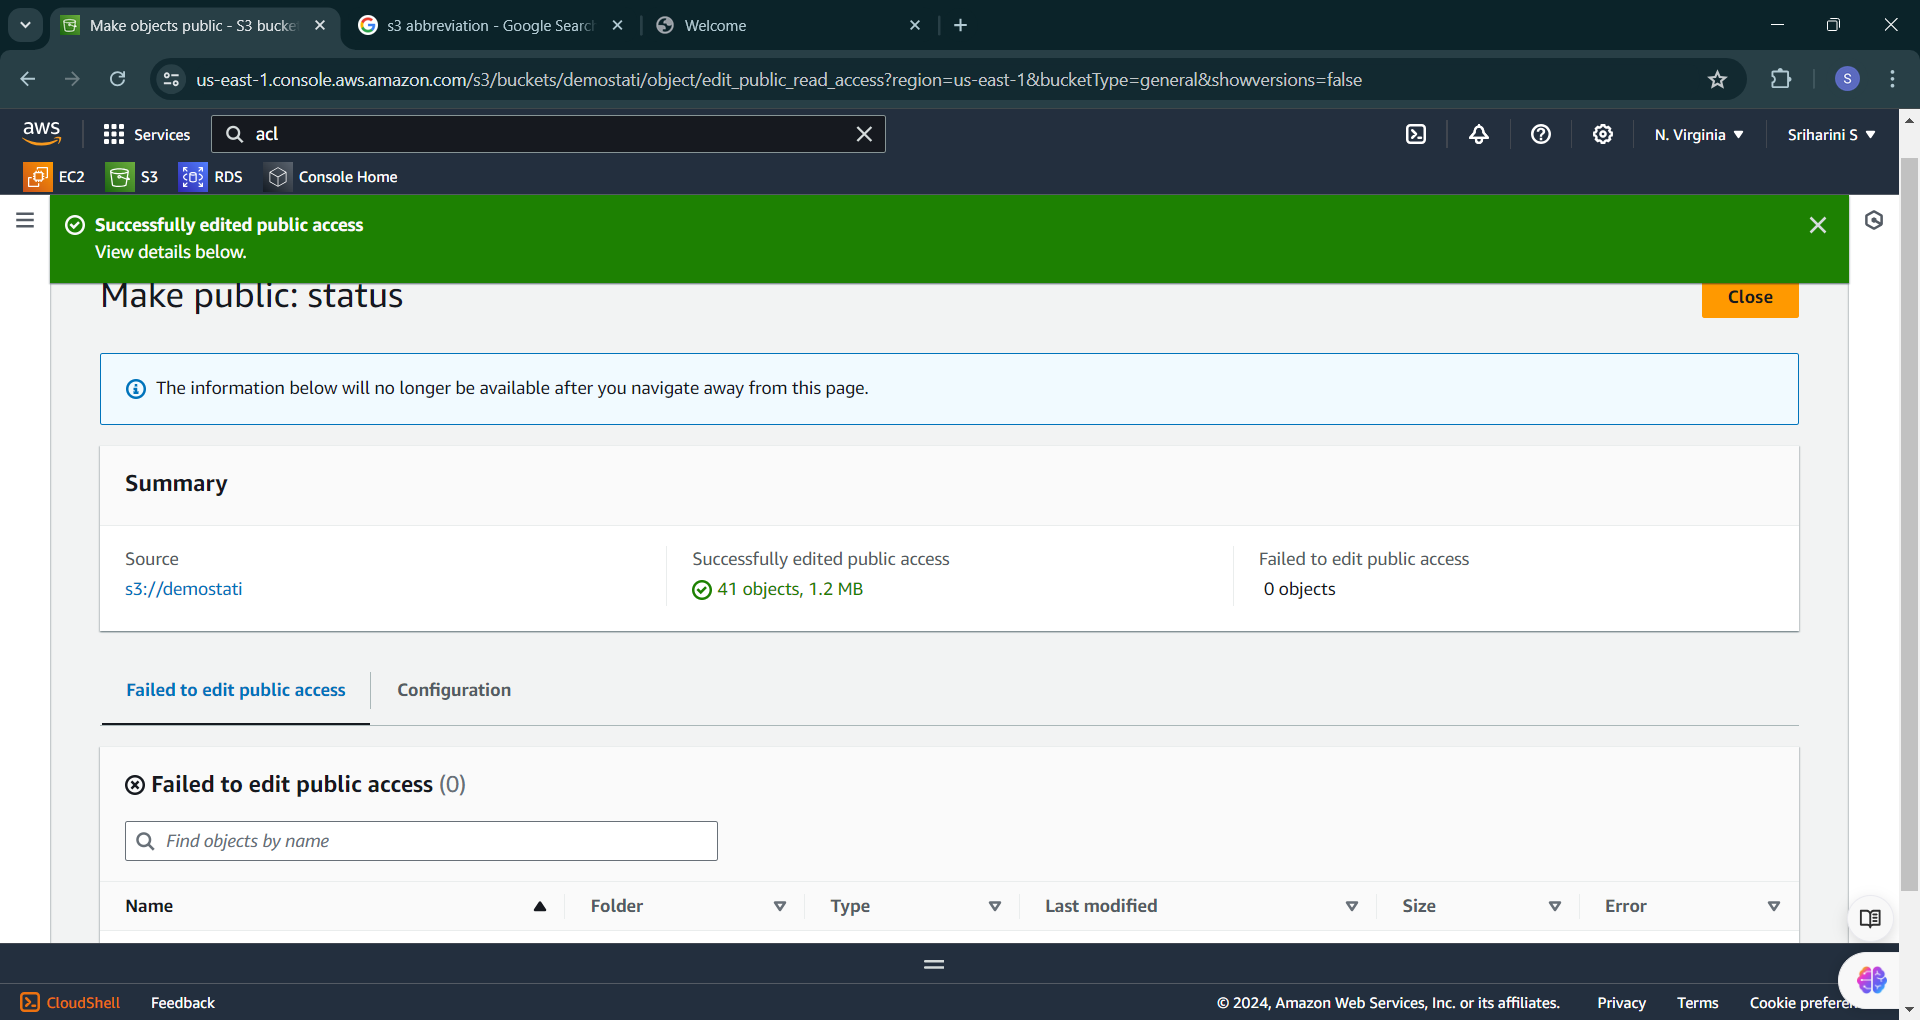 Make objects public - S3 bucke
s3 abbreviation - Google Search
Welcome
us-east-1.console.aws.amazon.com/s3/buckets/demostati/object/edit_public_read_access?region=us-east-1&bucketType=general&showversions=false
S
aws
Services
acl
N. Virginia
Sriharini S
EC2
S3
RDS
Console Home
Successfully edited public access
View details below.
Make public: status
Close
The information below will no longer be available after you navigate away from this page.
Summary
Source
s3://demostati
Successfully edited public access
41 objects, 1.2 MB
Failed to edit public access
0 objects
Failed to edit public access
Configuration
Failed to edit public access (0)
Find objects by name
Name
Folder
Type
Last modified
Size
Error
CloudShell
Feedback
© 2024, Amazon Web Services, Inc. or its affiliates.
Privacy
Terms
Cookie prefere